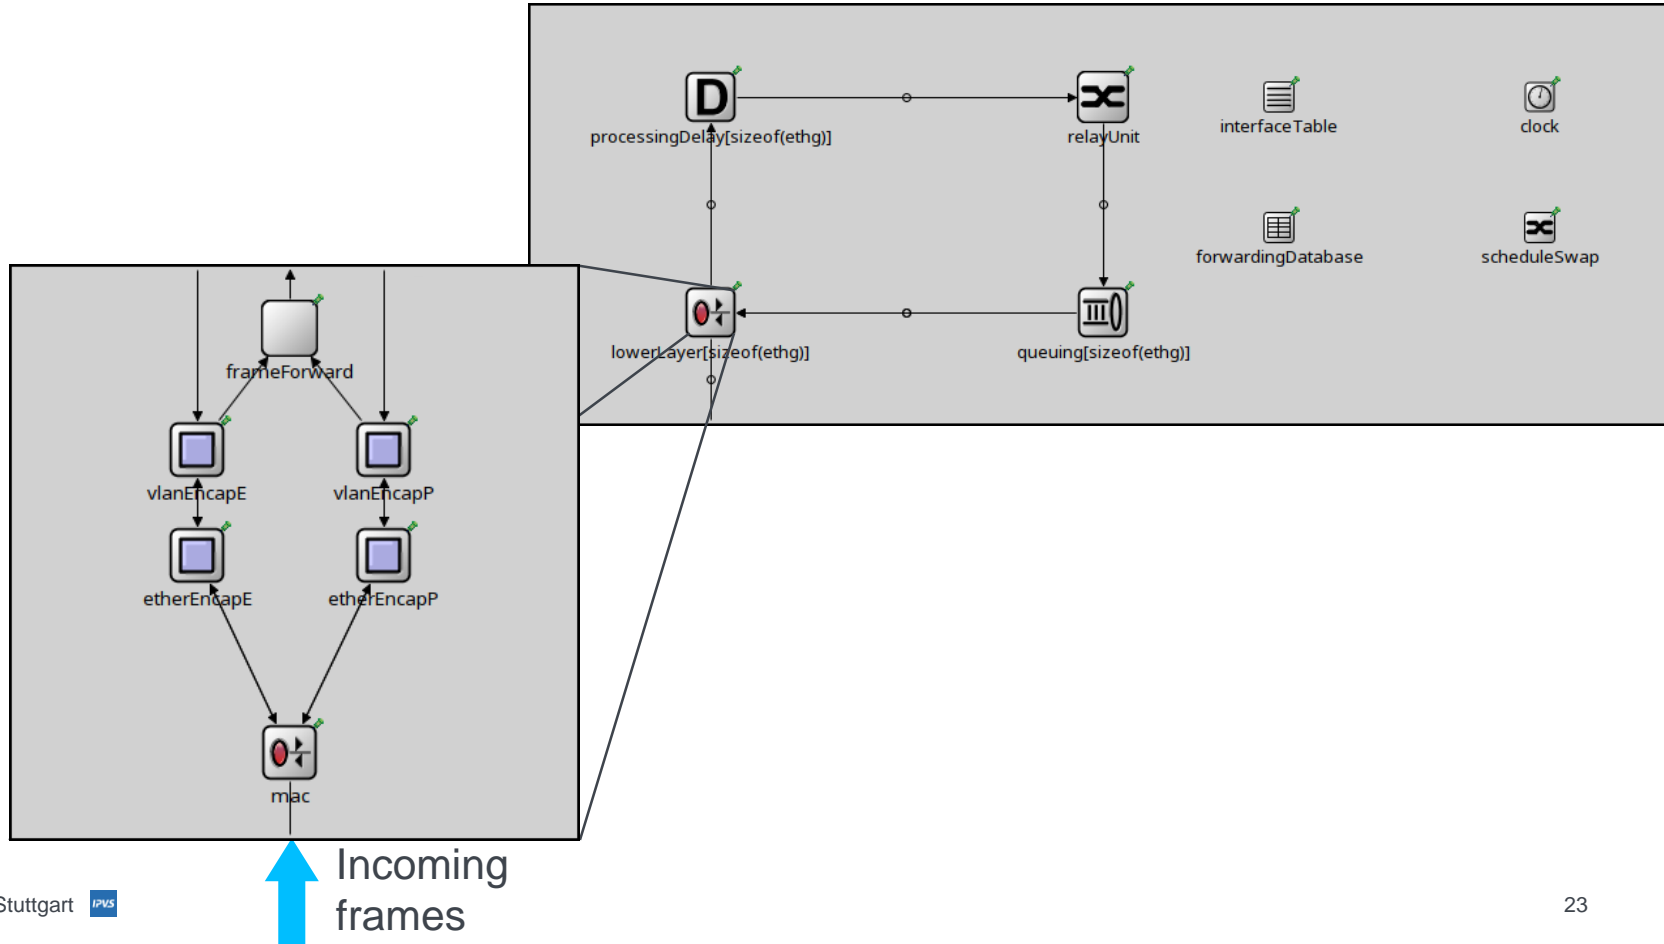 D
processingDelay[sizeof(ethg)]
relayUnit
interfaceTable
clock
forwardingDatabase
scheduleSwap
lowerLayer[sizeof(ethg)]
queuing[sizeof(ethg)]
frameForward
vlanEncapE
vlanEncapP
etherEncapE
etherEncapP
mac
Incoming
frames
Stuttgart
IPVS
23